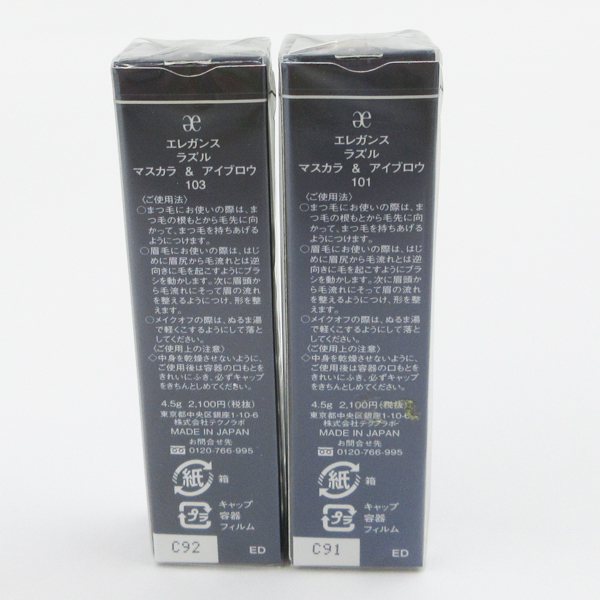 æ
エレガンス
ラズル
マスカラ & アイブロウ
103
〈ご使用法〉
○まつ毛にお使いの際は、ま
つ毛の根もとから毛先に向
かって、まつ毛を持ちあげる
ようにつけます。
○眉毛にお使いの際は、はじ
めに眉尻から毛流れとは逆
向きに毛を起こすようにブラ
シを動かします。次に眉頭か
ら毛流れにそって眉の流れ
を整えるようにつけ、形を整
えます。
○メイクオフの際は、ぬるま湯
で軽くこするようにして落と
してください。
〈ご使用上の注意〉
◇中身を乾燥させないように、
ご使用後は容器の口もとを
きれいにふき、必ずキャップ
をきちんとしめてください。
4.5g 2,100円(税抜)
東京都中央区銀座1-10-6
株式会社テクノラボ
MADE IN JAPAN
お問合せ先
0120-766-995
紙 箱
プラ キャップ
容器
フィルム
C92 ED
æ
エレガンス
ラズル
マスカラ & アイブロウ
101
〈ご使用法〉
○まつ毛にお使いの際は、ま
つ毛の根もとから毛先に向
かって、まつ毛を持ちあげる
ようにつけます。
○眉毛にお使いの際は、はじ
めに眉尻から毛流れとは逆
向きに毛を起こすようにブラ
シを動かします。次に眉頭か
ら毛流れにそって眉の流れ
を整えるようにつけ、形を整
えます。
○メイクオフの際は、ぬるま湯
で軽くこするようにして落と
してください。
〈ご使用上の注意〉
◇中身を乾燥させないように、
ご使用後は容器の口もとを
きれいにふき、必ずキャップ
をきちんとしめてください。
4.5g 2,100円(税抜)
東京都中央区銀座1-10-6
株式会社テクノラボ
MADE IN JAPAN
お問合せ先
0120-766-995
紙 箱
プラ キャップ
容器
フィルム
C91 ED